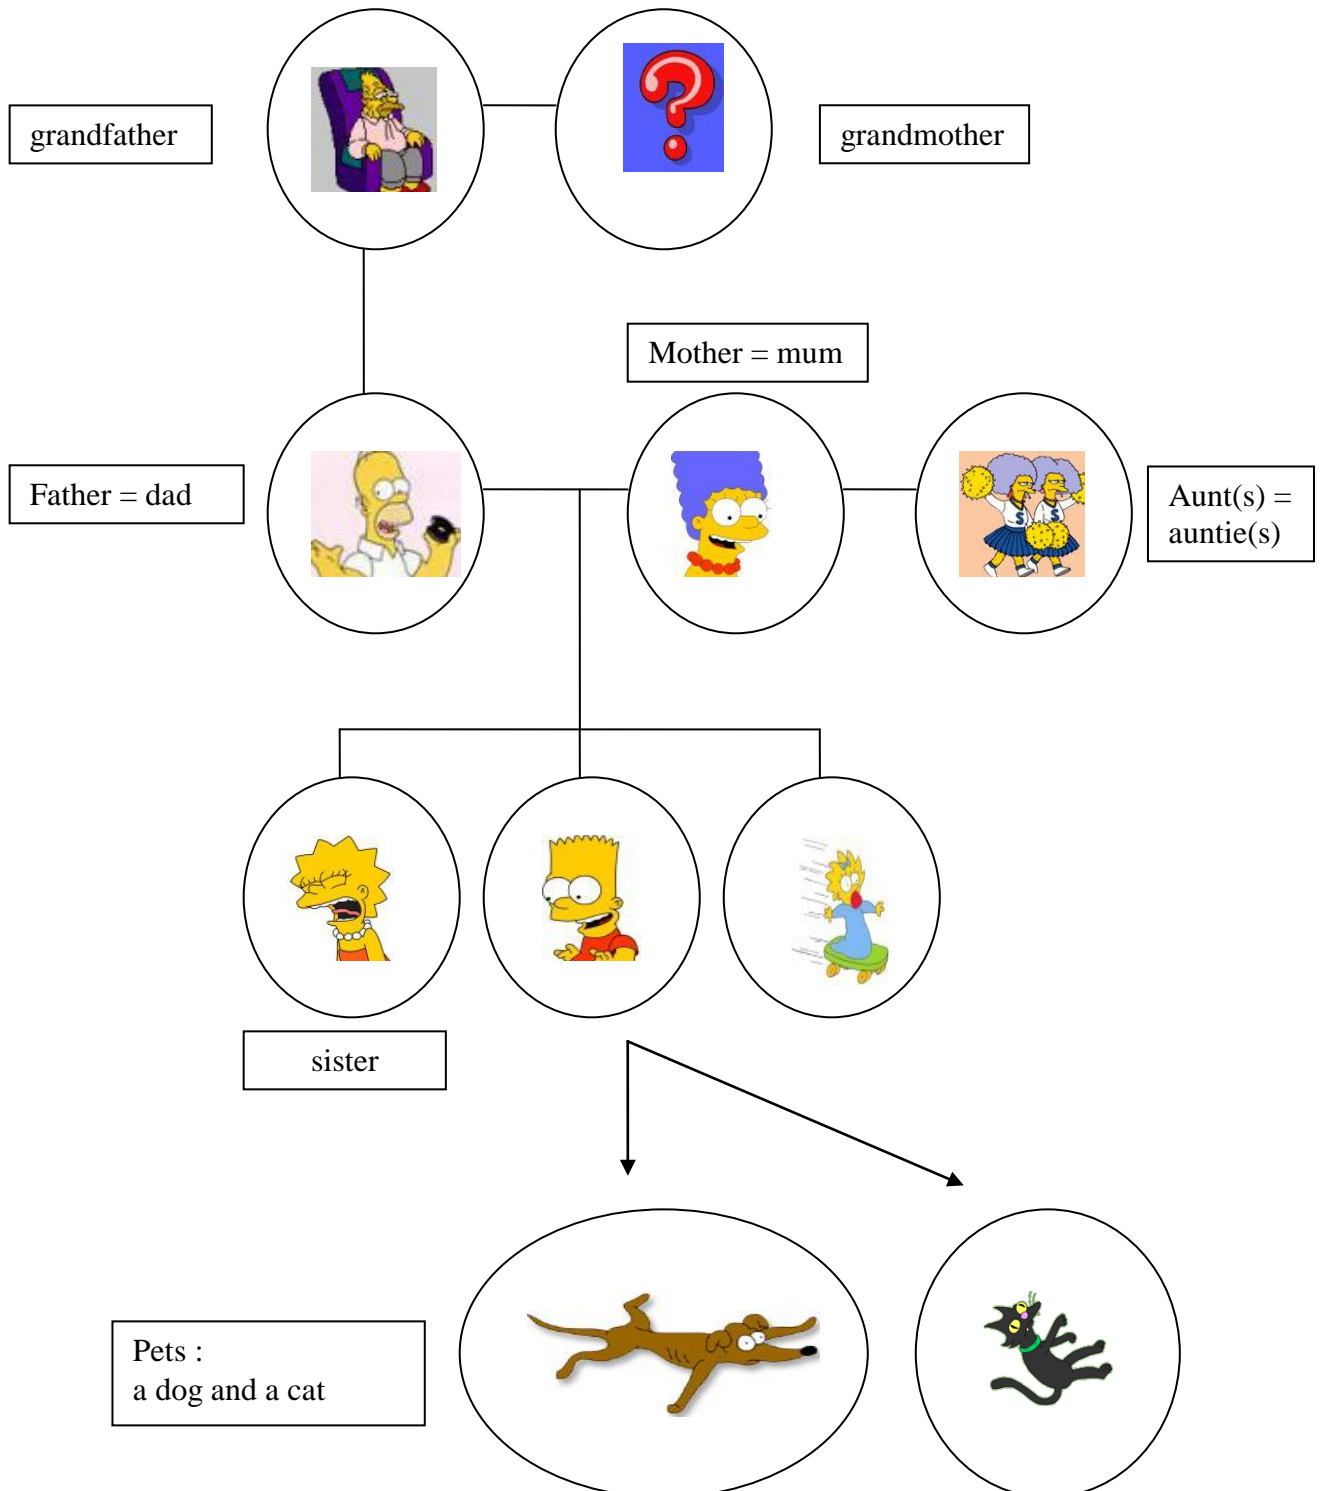 grandfather
grandmother
Mother = mum
Father = dad
Aunt(s) =
auntie(s)
S
S
sister
Pets :
a dog and a cat